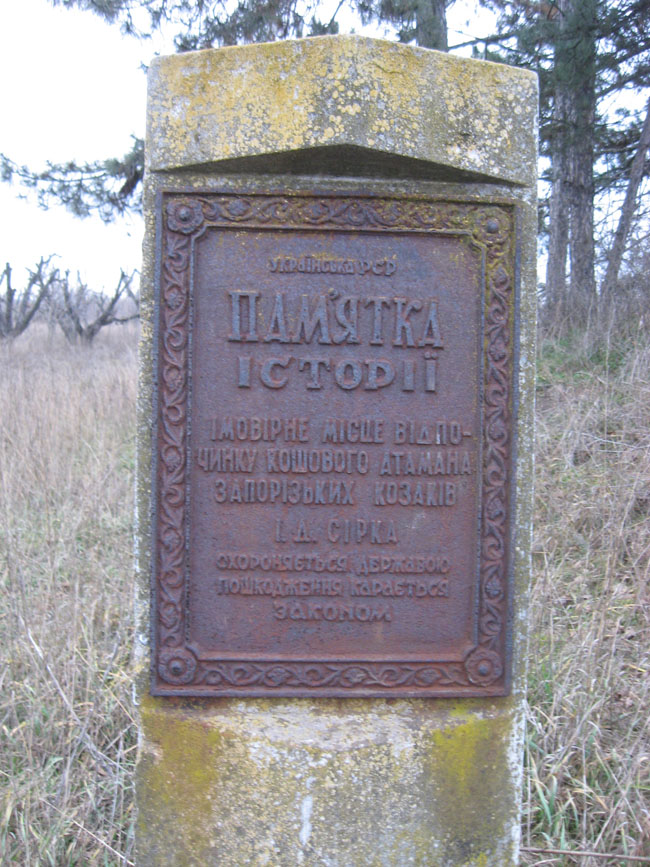 УКРАЇНСЬКА РСР
ПАМ'ЯТКА
ІСТОРІЇ
ІМОВІРНЕ МІСЦЕ ВІДПО-
ЧИНКУ КОШОВОГО АТАМАНА
ЗАПОРІЗЬКИХ КОЗАКІВ
І. Д. СІРКА
ОХОРОНЯЄТЬСЯ ДЕРЖАВОЮ
ПОШКОДЖЕННЯ КАРАЄТЬСЯ
ЗАКОНОМ